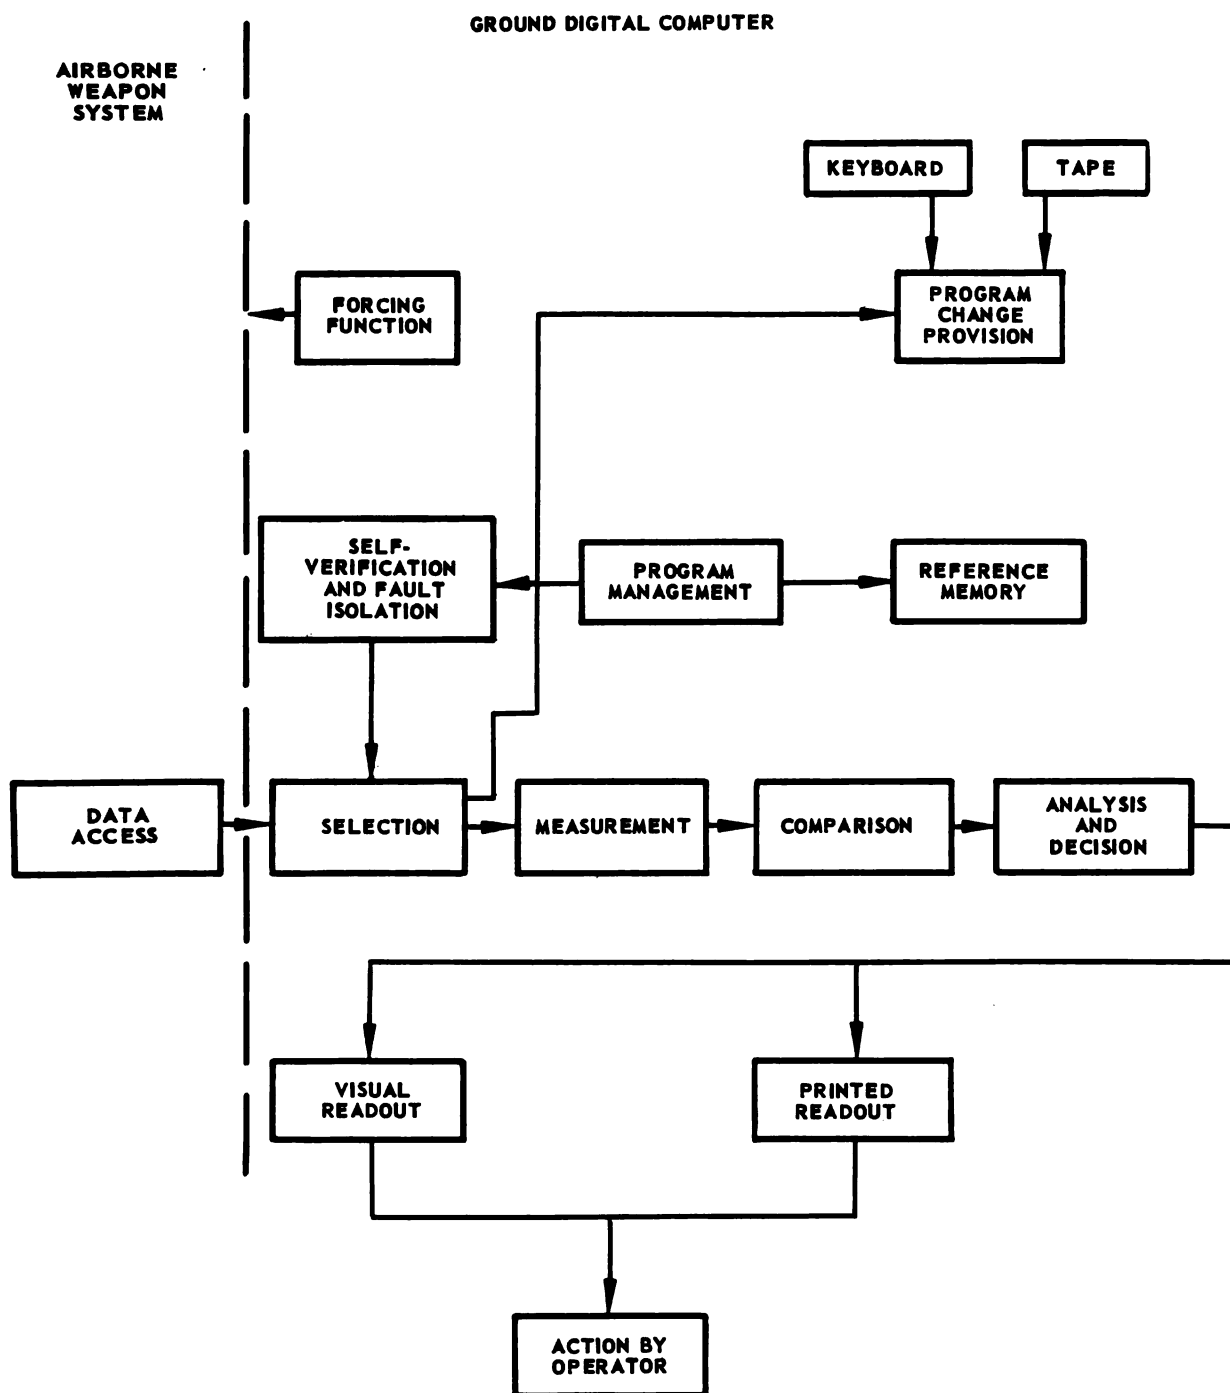 GROUND DIGITAL COMPUTER
AIRBORNE
WEAPON
SYSTEM
KEYBOARD
TAPE
FORCING
FUNCTION
PROGRAM
CHANGE
PROVISION
SELF-
VERIFICATION
AND FAULT
ISOLATION
PROGRAM
MANAGEMENT
REFERENCE
MEMORY
DATA
ACCESS
SELECTION
MEASUREMENT
COMPARISON
ANALYSIS
AND
DECISION
VISUAL
READOUT
PRINTED
READOUT
ACTION BY
OPERATOR